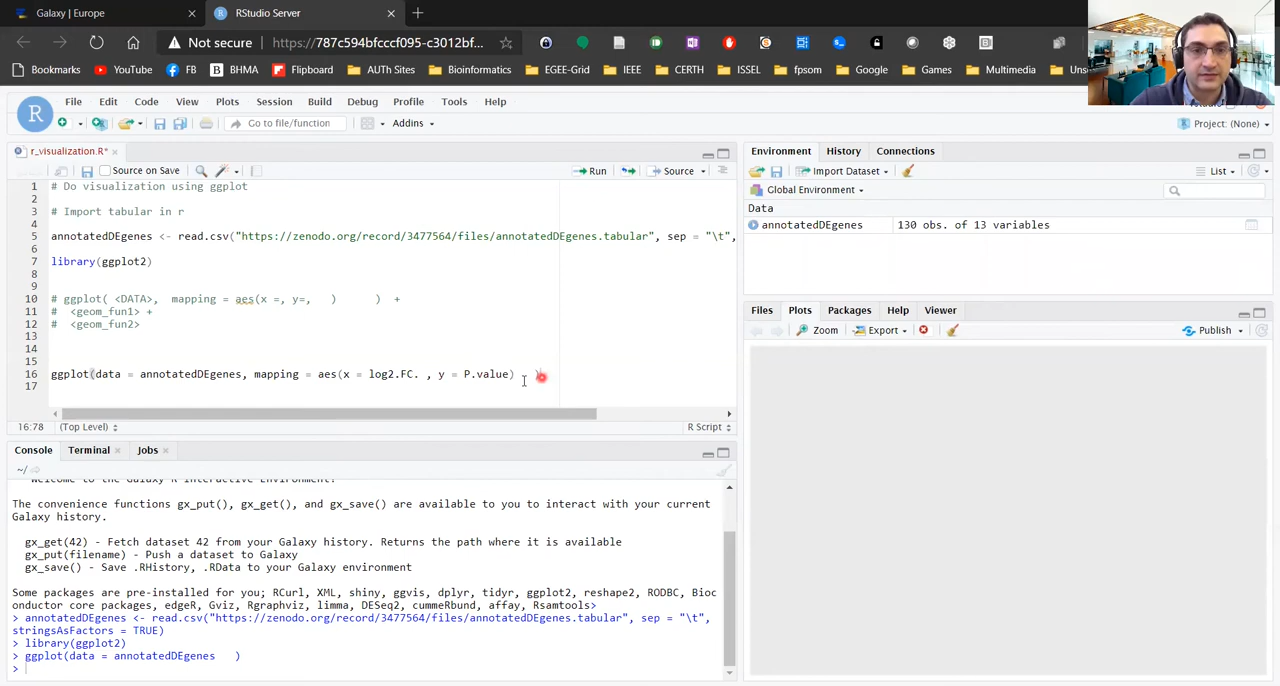 Galaxy | Europe
RStudio Server
Not secure
https://787c594bfcccf095-c3012bf...
Bookmarks
YouTube
FB
BHMA
Flipboard
AUTh Sites
Bioinformatics
EGEE-Grid
IEEE
CERTH
ISSEL
fpsom
Google
Games
Multimedia
File Edit Code View Plots Session Build Debug Profile Tools Help
Go to file/function
Addins
Project: (None)
r_visualization.R*
Source on Save
Run
Source
1 # Do visualization using ggplot
2
3 # Import tabular in r
4
5 annotatedDEgenes <- read.csv("https://zenodo.org/record/3477564/files/annotatedDEgenes.tabular", sep = "\t",
6
7 library(ggplot2)
8
9
10 # ggplot( <DATA>,  mapping = aes(x =, y=,   )      )  +
11 #  <geom_fun1> +
12 #  <geom_fun2>
13
14
15
16 ggplot(data = annotatedDEgenes, mapping = aes(x = log2.FC. , y = P.value)   )
17
16:78
(Top Level)
R Script
Console
Terminal
Jobs
~/
Welcome to the Galaxy R Interactive Environment!
The convenience functions gx_put(), gx_get(), and gx_save() are available to you to interact with your current
Galaxy history.
gx_get(42) - Fetch dataset 42 from your Galaxy history. Returns the path where it is available
gx_put(filename) - Push a dataset to Galaxy
gx_save() - Save .RHistory, .RData to your Galaxy environment
Some packages are pre-installed for you; RCurl, XML, shiny, ggvis, dplyr, tidyr, ggplot2, reshape2, RODBC, Bioc
onductor core packages, edgeR, Gviz, Rgraphviz, limma, DESeq2, cummeRbund, affay, Rsamtools>
> annotatedDEgenes <- read.csv("https://zenodo.org/record/3477564/files/annotatedDEgenes.tabular", sep = "\t",
stringsAsFactors = TRUE)
> library(ggplot2)
> ggplot(data = annotatedDEgenes   )
>
Environment
History
Connections
Import Dataset
List
Global Environment
Data
annotatedDEgenes
130 obs. of 13 variables
Files
Plots
Packages
Help
Viewer
Zoom
Export
Publish